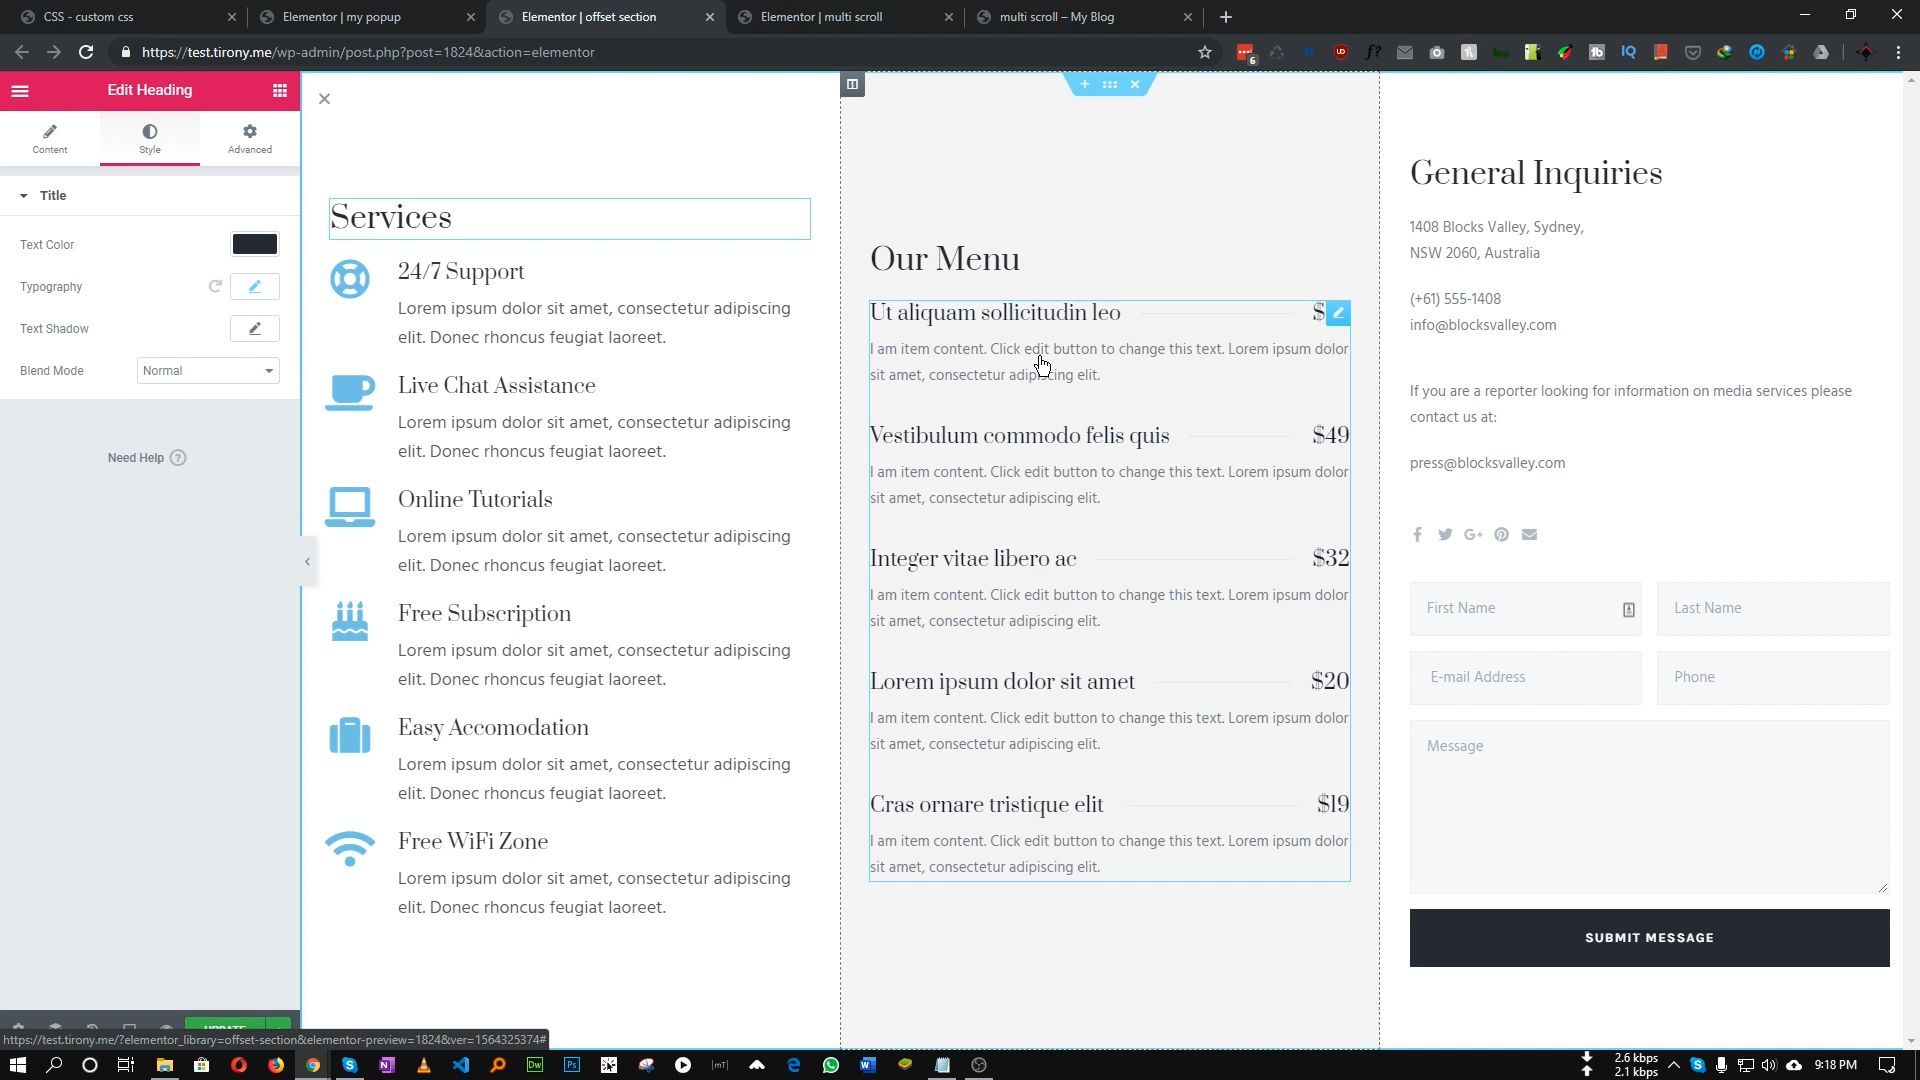 CSS - custom css
Elementor | my popup
Elementor | offset section
Elementor | multi scroll
multi scroll – My Blog
https://test.tirony.me/wp-admin/post.php?post=1824&action=elementor
6
Edit Heading
Content
Style
Advanced
Title
Text Color
Typography
Text Shadow
Blend Mode
Normal
Need Help ?
Services
24/7 Support
Lorem ipsum dolor sit amet, consectetur adipiscing
elit. Donec rhoncus feugiat laoreet.
Live Chat Assistance
Lorem ipsum dolor sit amet, consectetur adipiscing
elit. Donec rhoncus feugiat laoreet.
Online Tutorials
Lorem ipsum dolor sit amet, consectetur adipiscing
elit. Donec rhoncus feugiat laoreet.
Free Subscription
Lorem ipsum dolor sit amet, consectetur adipiscing
elit. Donec rhoncus feugiat laoreet.
Easy Accomodation
Lorem ipsum dolor sit amet, consectetur adipiscing
elit. Donec rhoncus feugiat laoreet.
Free WiFi Zone
Lorem ipsum dolor sit amet, consectetur adipiscing
elit. Donec rhoncus feugiat laoreet.
Our Menu
Ut aliquam sollicitudin leo $
I am item content. Click edit button to change this text. Lorem ipsum dolor
sit amet, consectetur adipiscing elit.
Vestibulum commodo felis quis $49
I am item content. Click edit button to change this text. Lorem ipsum dolor
sit amet, consectetur adipiscing elit.
Integer vitae libero ac $32
I am item content. Click edit button to change this text. Lorem ipsum dolor
sit amet, consectetur adipiscing elit.
Lorem ipsum dolor sit amet $20
I am item content. Click edit button to change this text. Lorem ipsum dolor
sit amet, consectetur adipiscing elit.
Cras ornare tristique elit $19
I am item content. Click edit button to change this text. Lorem ipsum dolor
sit amet, consectetur adipiscing elit.
General Inquiries
1408 Blocks Valley, Sydney,
NSW 2060, Australia
(+61) 555-1408
info@blocksvalley.com
If you are a reporter looking for information on media services please
contact us at:
press@blocksvalley.com
First Name
Last Name
E-mail Address
Phone
Message
SUBMIT MESSAGE
UPDATE
https://test.tirony.me/?elementor_library=offset-section&elementor-preview=1824&ver=1564325374#
2.6 kbps
2.1 kbps
9:18 PM